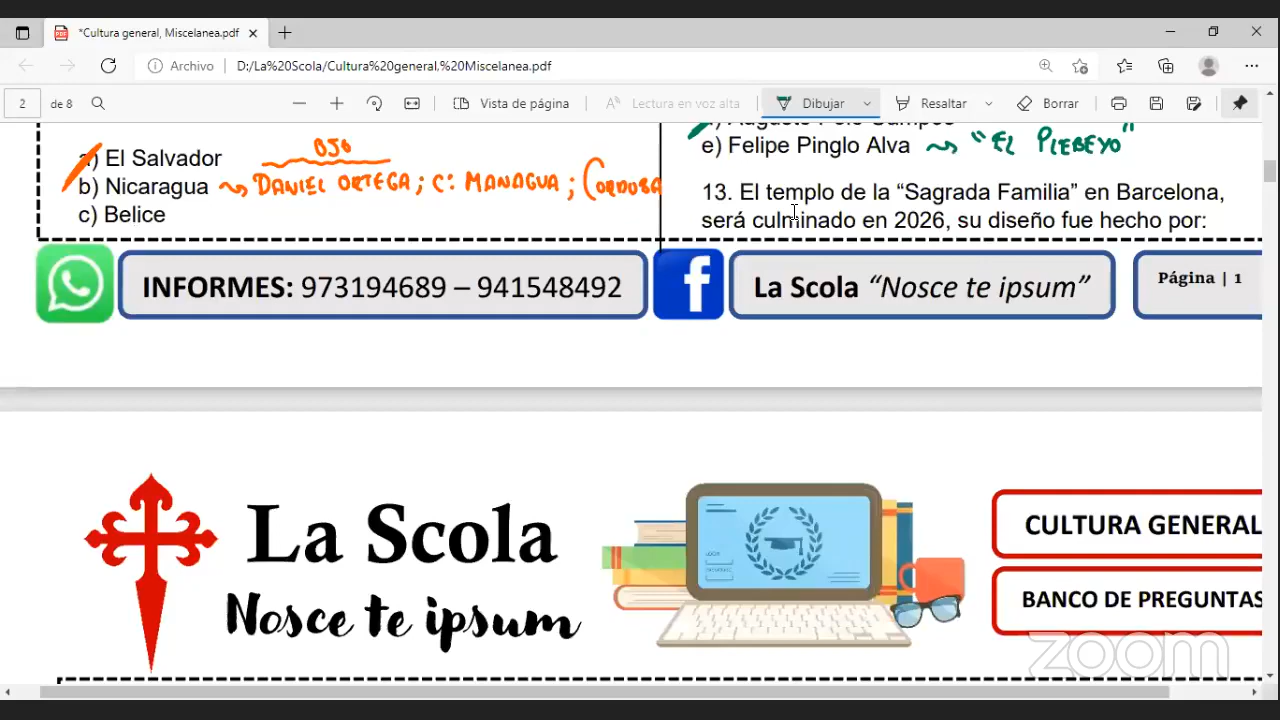 *Cultura general, Miscelanea.pdf
Archivo
D:/La%20Scola/Cultura%20general,%20Miscelanea.pdf
2
de 8
Vista de página
Lectura en voz alta
Dibujar
Resaltar
Borrar
a) El Salvador
OJO
b) Nicaragua
DANIEL ORTEGA; C: MANAGUA; (CORDOBA
c) Belice
e) Felipe Pinglo Alva
"EL PLEBEYO"
13. El templo de la “Sagrada Familia” en Barcelona,
será culminado en 2026, su diseño fue hecho por:
INFORMES: 973194689 – 941548492
La Scola “Nosce te ipsum”
Página | 1
La Scola
Nosce te ipsum
CULTURA GENERAL
BANCO DE PREGUNTAS
zoom